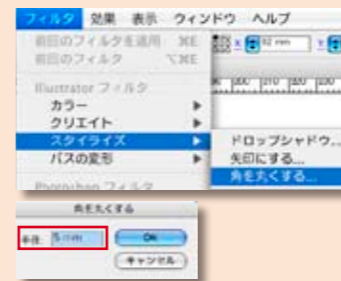 フィルタ 効果 表示 ウィンドウ ヘルプ
前回のフィルタを適用 ⌘E
前回のフィルタ ⌥⌘E
Illustrator フィルタ
カラー
クリエイト
スタイライズ
パスの変形
Photoshop フィルタ
ドロップシャドウ...
矢印にする...
角を丸くする...
角を丸くする
半径: 5 mm OK
キャンセル